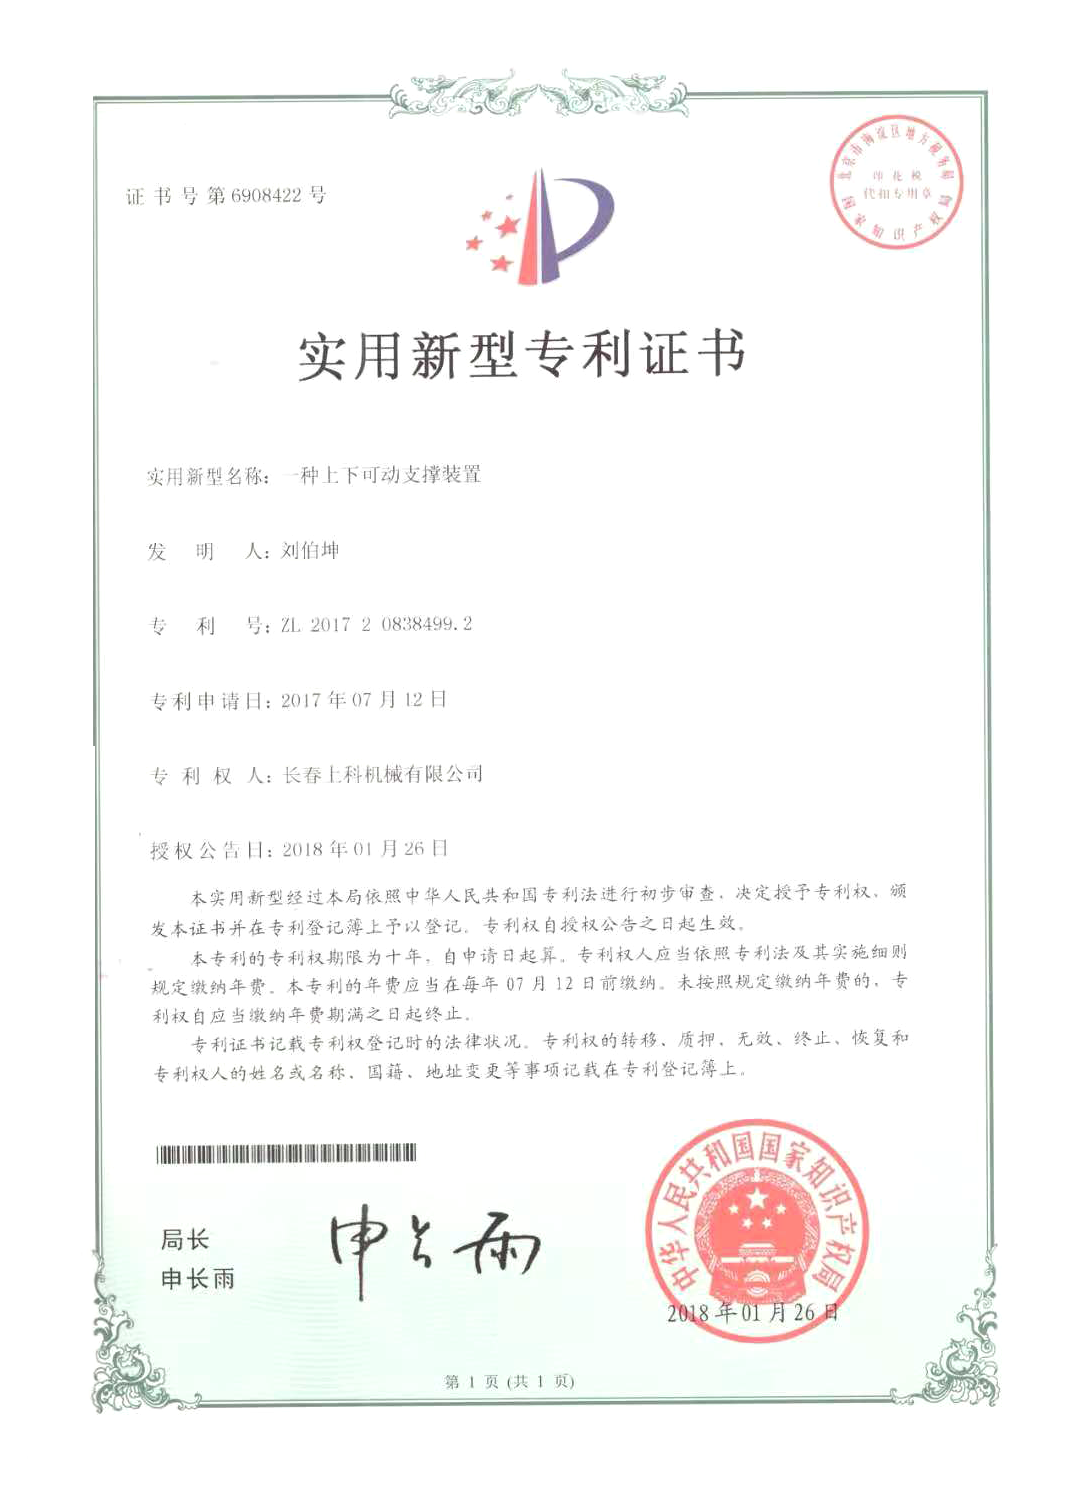 证书号第6908422号
北京市海淀区地方税务局
印花税
代扣专用章
国家知识产权局
实用新型专利证书
实用新型名称：一种上下可动支撑装置
发明人：刘伯坤
专利号：ZL 2017 2 0838499.2
专利申请日：2017年07月12日
专利权人：长春上科机械有限公司
授权公告日：2018年01月26日
本实用新型经过本局依照中华人民共和国专利法进行初步审查，决定授予专利权，颁
发本证书并在专利登记簿上予以登记。专利权自授权公告之日起生效。
本专利的专利权期限为十年，自申请日起算。专利权人应当依照专利法及其实施细则
规定缴纳年费。本专利的年费应当在每年07月12日前缴纳。未按照规定缴纳年费的，专
利权自应当缴纳年费期满之日起终止。
专利证书记载专利权登记时的法律状况。专利权的转移、质押、无效、终止、恢复和
专利权人的姓名或名称、国籍、地址变更等事项记载在专利登记簿上。
局长
申长雨
申长雨
中华人民共和国国家知识产权局
2018年01月26日
第 1 页 (共 1 页)